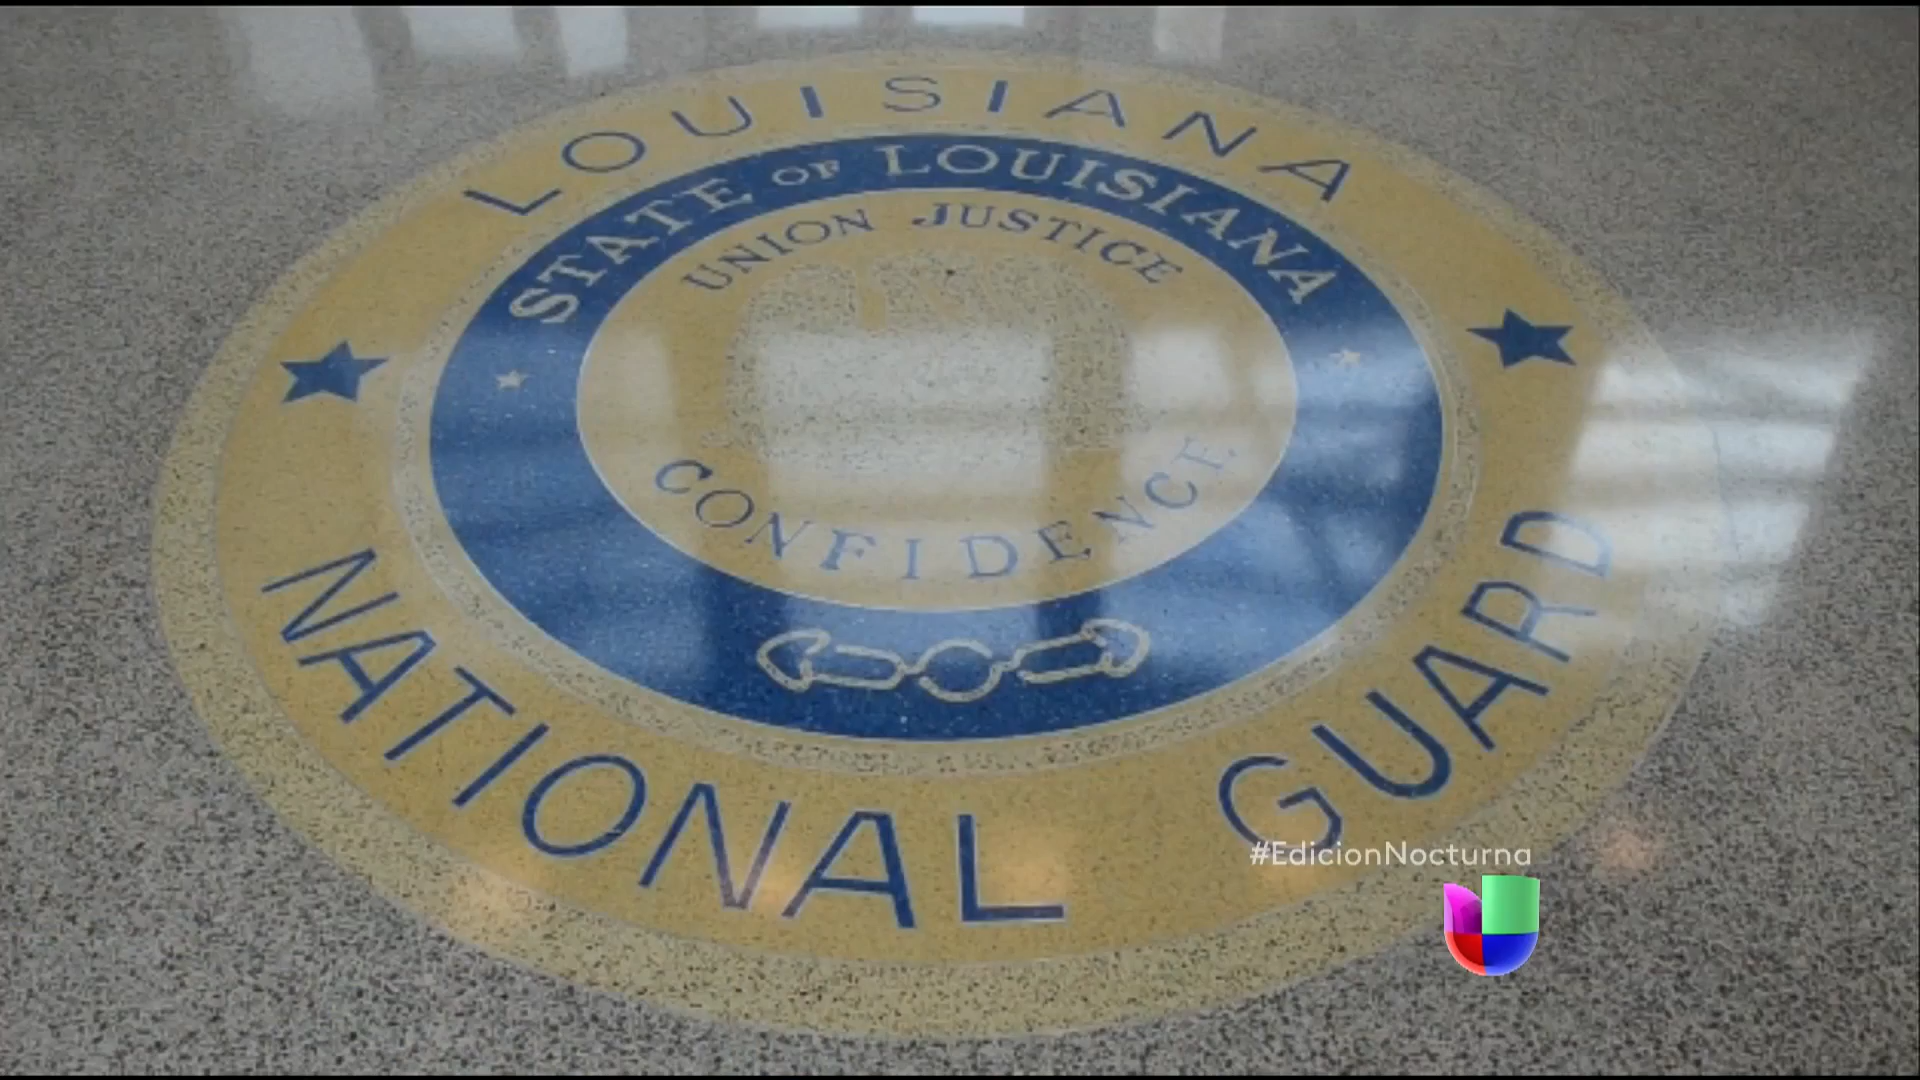 LOUISIANA
STATE OF LOUISIANA
UNION JUSTICE
CONFIDENCE
NATIONAL GUARD
#EdicionNocturna